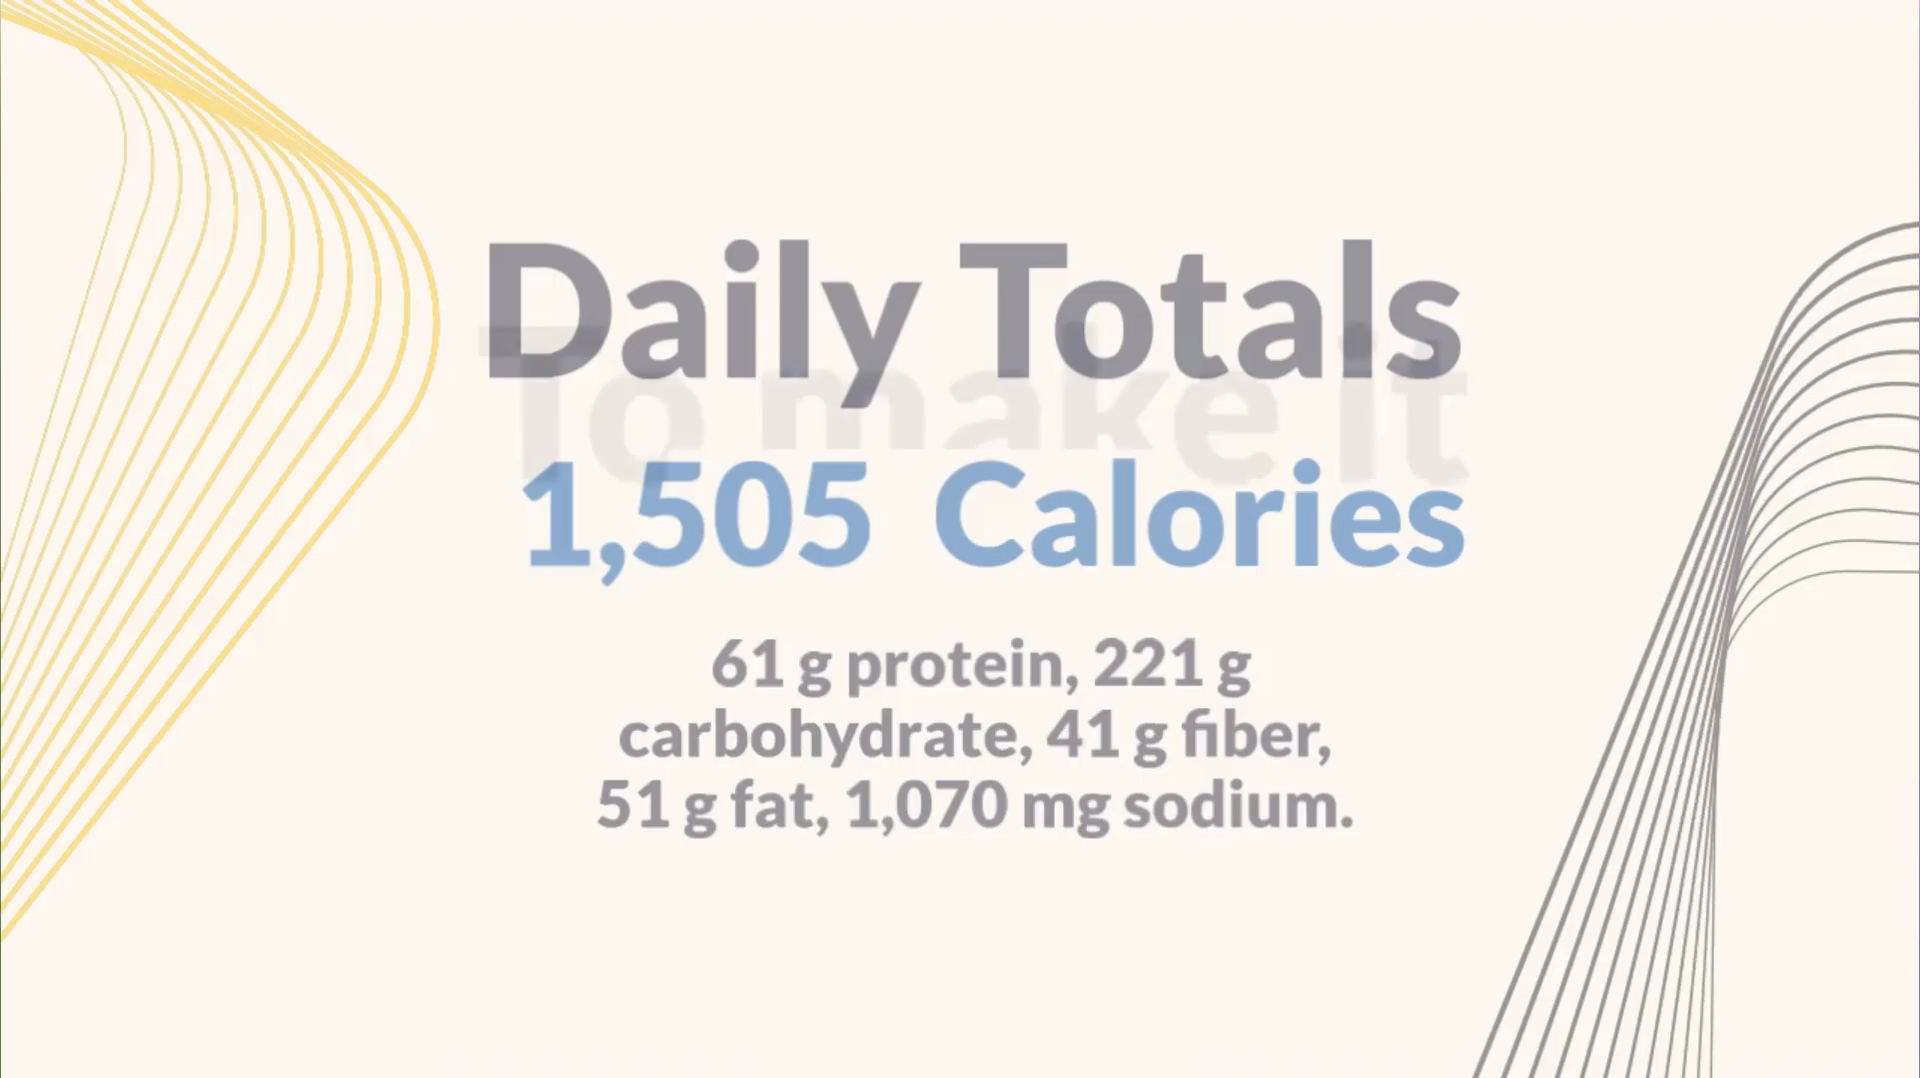 Daily Totals
To make it
1,505 Calories
61 g protein, 221 g
carbohydrate, 41 g fiber,
51 g fat, 1,070 mg sodium.